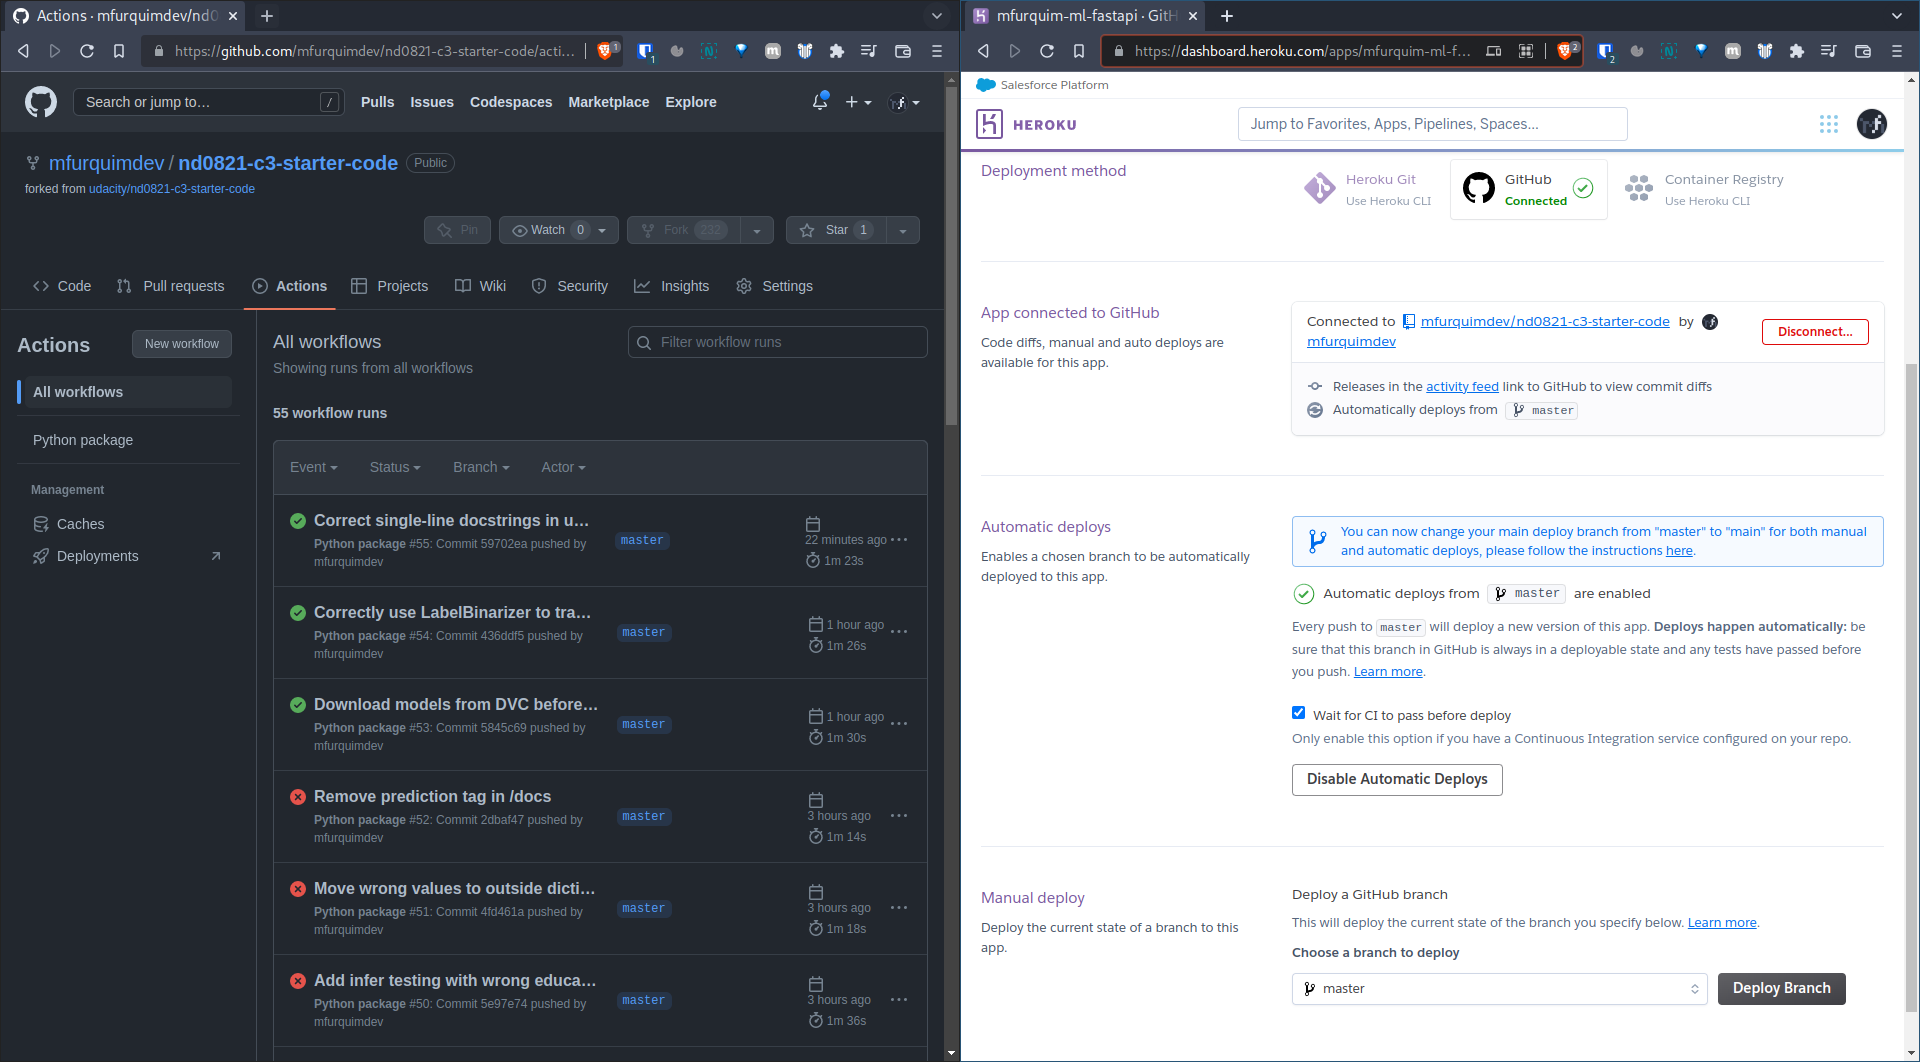 Actions · mfurquimdev/nd0
https://github.com/mfurquimdev/nd0821-c3-starter-code/acti…
1
1
Search or jump to…
/
Pulls
Issues
Codespaces
Marketplace
Explore
mfurquimdev / nd0821-c3-starter-code
Public
forked from udacity/nd0821-c3-starter-code
Pin
Watch 0
Fork 232
Star 1
Code
Pull requests
Actions
Projects
Wiki
Security
Insights
Settings
Actions
New workflow
All workflows
Python package
Management
Caches
Deployments
All workflows
Showing runs from all workflows
Filter workflow runs
55 workflow runs
Event
Status
Branch
Actor
Correct single-line docstrings in u…
Python package #55: Commit 59702ea pushed by
mfurquimdev
master
22 minutes ago
1m 23s
Correctly use LabelBinarizer to tra…
Python package #54: Commit 436ddf5 pushed by
mfurquimdev
master
1 hour ago
1m 26s
Download models from DVC before…
Python package #53: Commit 5845c69 pushed by
mfurquimdev
master
1 hour ago
1m 30s
Remove prediction tag in /docs
Python package #52: Commit 2dbaf47 pushed by
mfurquimdev
master
3 hours ago
1m 14s
Move wrong values to outside dicti…
Python package #51: Commit 4fd461a pushed by
mfurquimdev
master
3 hours ago
1m 18s
Add infer testing with wrong educa…
Python package #50: Commit 5e97e74 pushed by
mfurquimdev
master
3 hours ago
1m 36s
mfurquim-ml-fastapi · GitH
https://dashboard.heroku.com/apps/mfurquim-ml-f…
2
2
Salesforce Platform
HEROKU
Jump to Favorites, Apps, Pipelines, Spaces...
Deployment method
Heroku Git
Use Heroku CLI
GitHub
Connected
Container Registry
Use Heroku CLI
App connected to GitHub
Code diffs, manual and auto deploys are
available for this app.
Connected to mfurquimdev/nd0821-c3-starter-code by
mfurquimdev
Disconnect...
Releases in the activity feed link to GitHub to view commit diffs
Automatically deploys from master
Automatic deploys
Enables a chosen branch to be automatically
deployed to this app.
You can now change your main deploy branch from "master" to "main" for both manual
and automatic deploys, please follow the instructions here.
Automatic deploys from master are enabled
Every push to master will deploy a new version of this app. Deploys happen automatically: be
sure that this branch in GitHub is always in a deployable state and any tests have passed before
you push. Learn more.
Wait for CI to pass before deploy
Only enable this option if you have a Continuous Integration service configured on your repo.
Disable Automatic Deploys
Manual deploy
Deploy the current state of a branch to this
app.
Deploy a GitHub branch
This will deploy the current state of the branch you specify below. Learn more.
Choose a branch to deploy
master
Deploy Branch